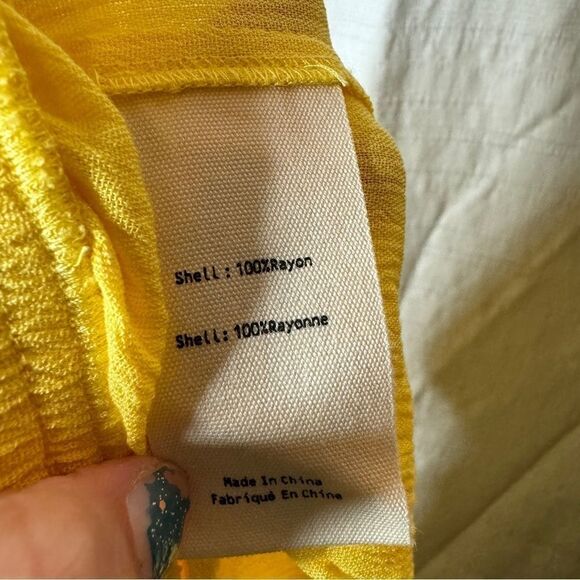 Shell: 100%Rayon
Shell: 100%Rayonne
Made In China
Fabriqué En Chine